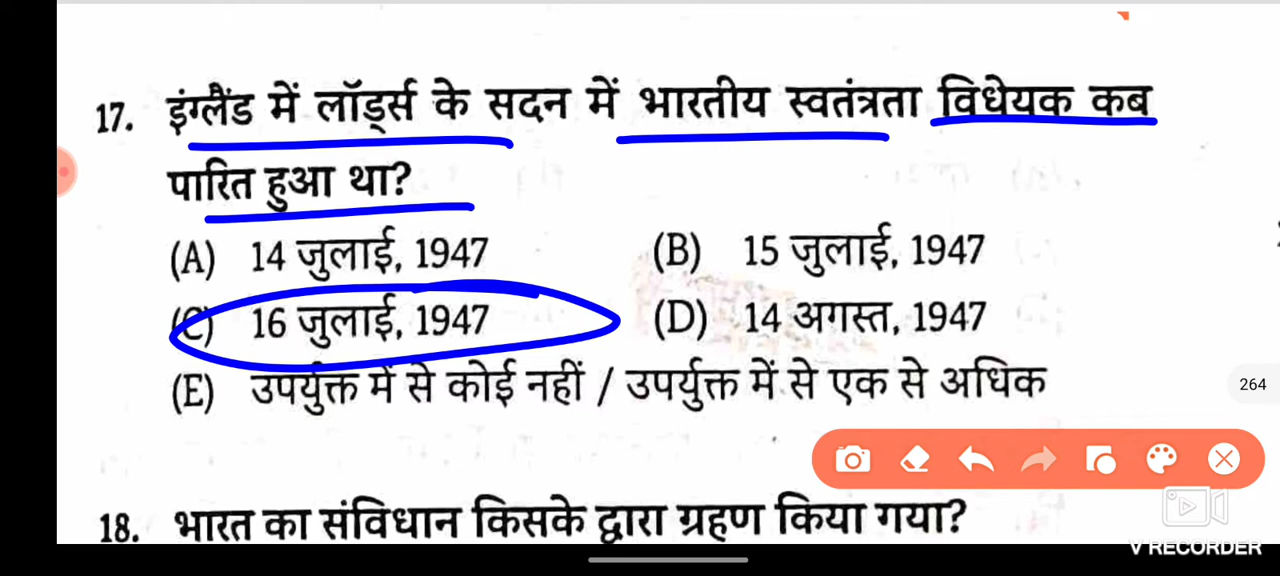 17. इंग्लैंड में लॉर्ड्स के सदन में भारतीय स्वतंत्रता विधेयक कब
पारित हुआ था?
(A) 14 जुलाई, 1947 (B) 15 जुलाई, 1947
(C) 16 जुलाई, 1947 (D) 14 अगस्त, 1947
(E) उपर्युक्त में से कोई नहीं / उपर्युक्त में से एक से अधिक
264
18. भारत का संविधान किसके द्वारा ग्रहण किया गया?
V RECORDER